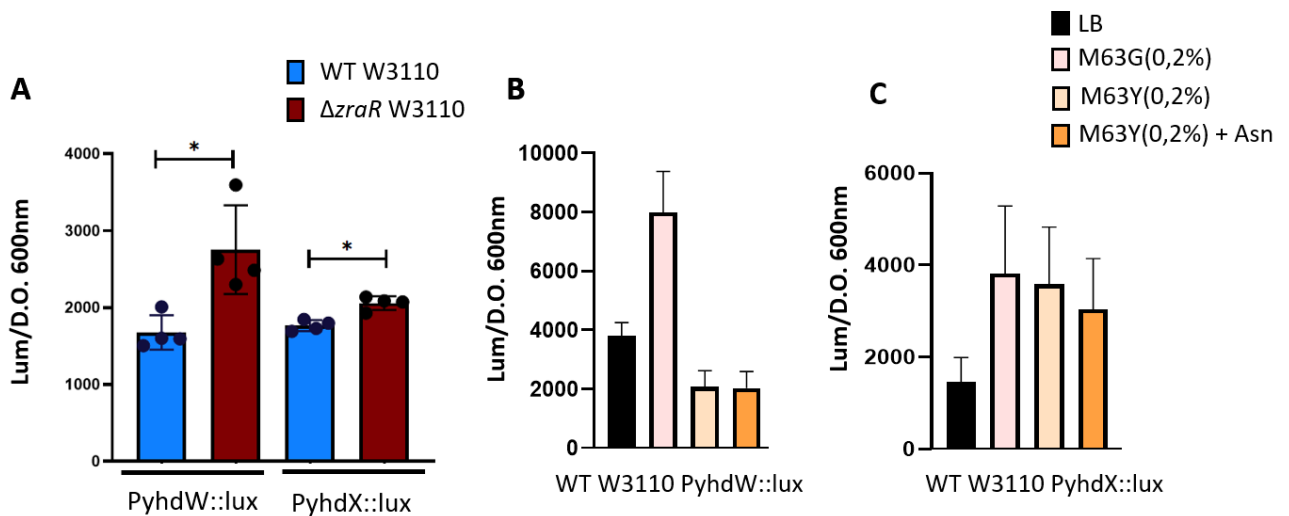 A
WT W3110
ΔzraR W3110
Lum/D.O. 600nm
4000
3000
2000
1000
0
*
*
PyhdW::lux
PyhdX::lux
B
Lum/D.O. 600nm
10000
8000
6000
4000
2000
0
WT W3110 PyhdW::lux
C
LB
M63G(0,2%)
M63Y(0,2%)
M63Y(0,2%) + Asn
Lum/D.O. 600nm
6000
4000
2000
0
WT W3110 PyhdX::lux